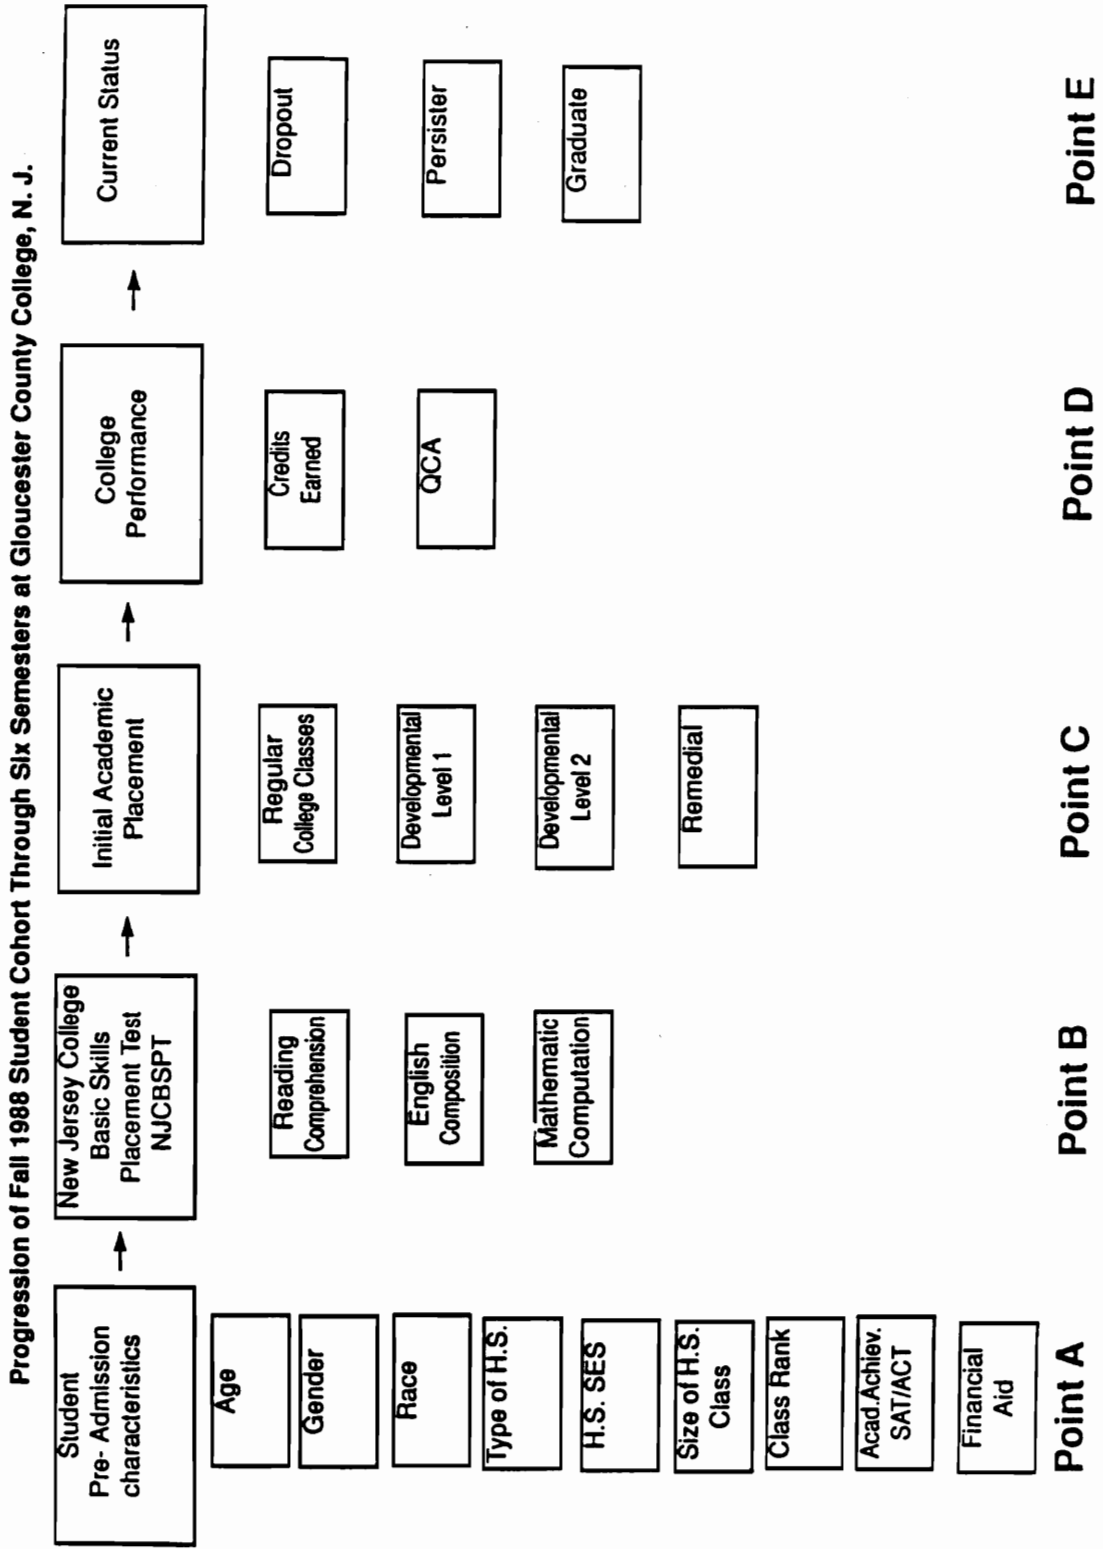 Progression of Fall 1988 Student Cohort Through Six Semesters at Gloucester County College, N. J.
Student
Pre- Admission
characteristics
New Jersey College
Basic Skills
Placement Test
NJCBSPT
Initial Academic
Placement
College
Performance
Current Status
Age
Gender
Race
Type of H.S.
H.S. SES
Size of H.S.
Class
Class Rank
Acad.Achiev.
SAT/ACT
Financial
Aid
Reading
Comprehension
English
Composition
Mathematic
Computation
Regular
College Classes
Developmental
Level 1
Developmental
Level 2
Remedial
Credits
Earned
QCA
Dropout
Persister
Graduate
Point A
Point B
Point C
Point D
Point E